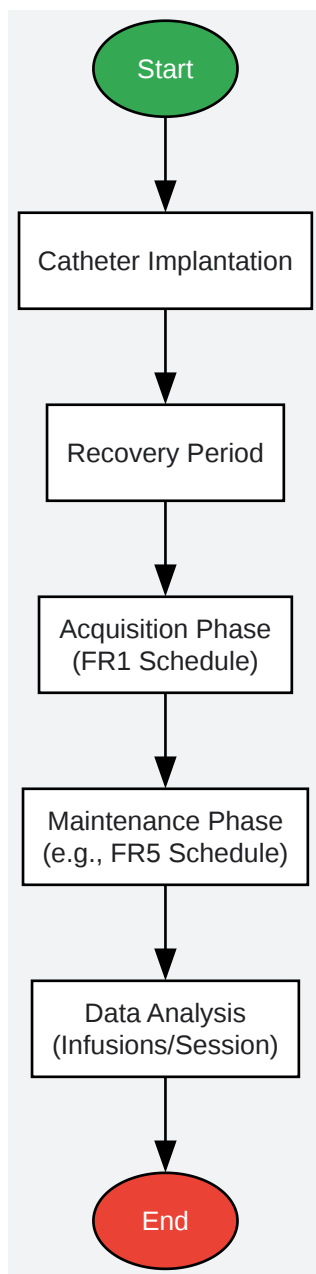 Start
Catheter Implantation
Recovery Period
Acquisition Phase
(FR1 Schedule)
Maintenance Phase
(e.g., FR5 Schedule)
Data Analysis
(Infusions/Session)
End